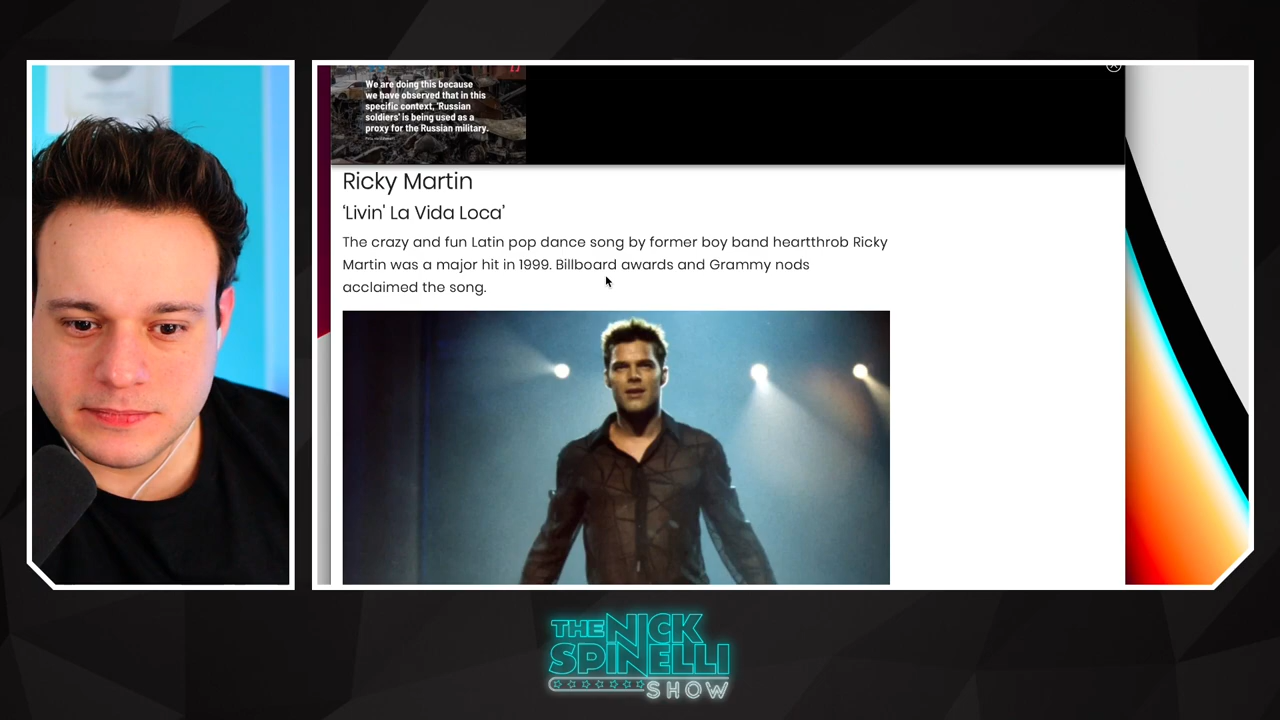 We are doing this because
we have observed that in this
specific context, 'Russian
soldiers' is being used as a
proxy for the Russian military.
Ricky Martin
‘Livin' La Vida Loca’
The crazy and fun Latin pop dance song by former boy band heartthrob Ricky
Martin was a major hit in 1999. Billboard awards and Grammy nods
acclaimed the song.
THE NICK
SPINELLI
SHOW